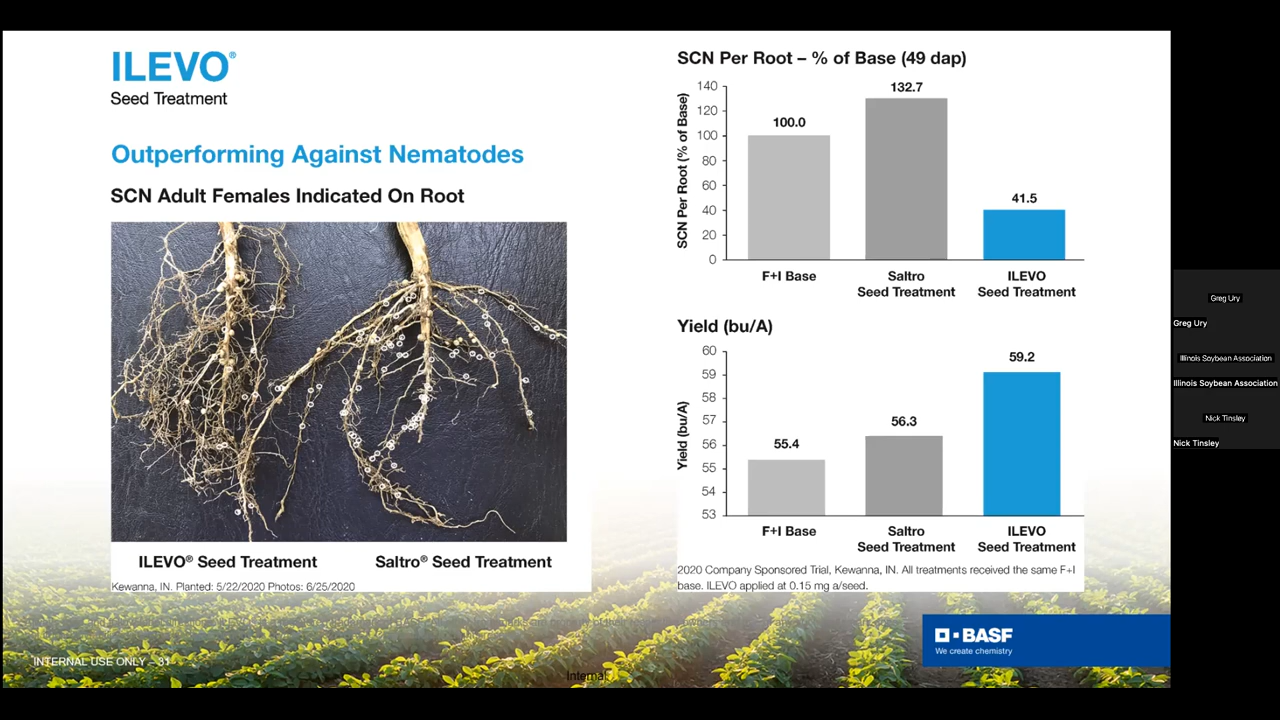 ILEVO®
Seed Treatment
Outperforming Against Nematodes
SCN Adult Females Indicated On Root
ILEVO® Seed Treatment
Saltro® Seed Treatment
Kewanna, IN. Planted: 5/22/2020 Photos: 6/25/2020
SCN Per Root – % of Base (49 dap)
SCN Per Root (% of Base)
140
120
100
80
60
40
20
0
100.0
132.7
41.5
F+I Base
Saltro
Seed Treatment
ILEVO
Seed Treatment
Yield (bu/A)
Yield (bu/A)
60
59
58
57
56
55
54
53
55.4
56.3
59.2
F+I Base
Saltro
Seed Treatment
ILEVO
Seed Treatment
2020 Company Sponsored Trial, Kewanna, IN. All treatments received the same F+I
base. ILEVO applied at 0.15 mg a/seed.
BASF
We create chemistry
INTERNAL USE ONLY – 31
Internal
Greg Ury
Greg Ury
Illinois Soybean Association
Illinois Soybean Association
Nick Tinsley
Nick Tinsley